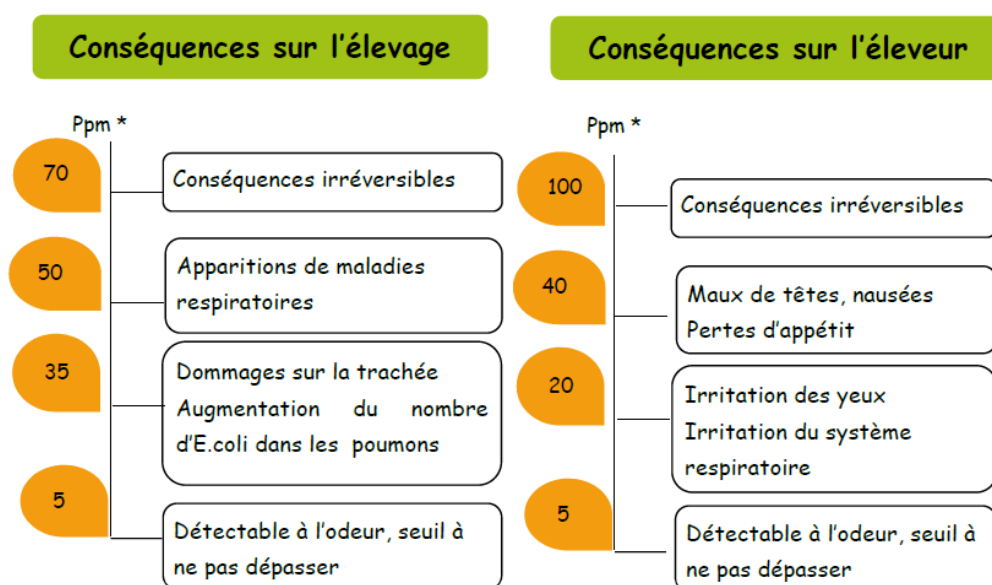 Conséquences sur l'élevage
Ppm *
70
Conséquences irréversibles
50
Apparitions de maladies
respiratoires
35
Dommages sur la trachée
Augmentation du nombre
d'E.coli dans les poumons
5
Détectable à l'odeur, seuil à
ne pas dépasser
Conséquences sur l'éleveur
Ppm *
100
Conséquences irréversibles
40
Maux de têtes, nausées
Pertes d'appétit
20
Irritation des yeux
Irritation du système
respiratoire
5
Détectable à l'odeur, seuil à
ne pas dépasser